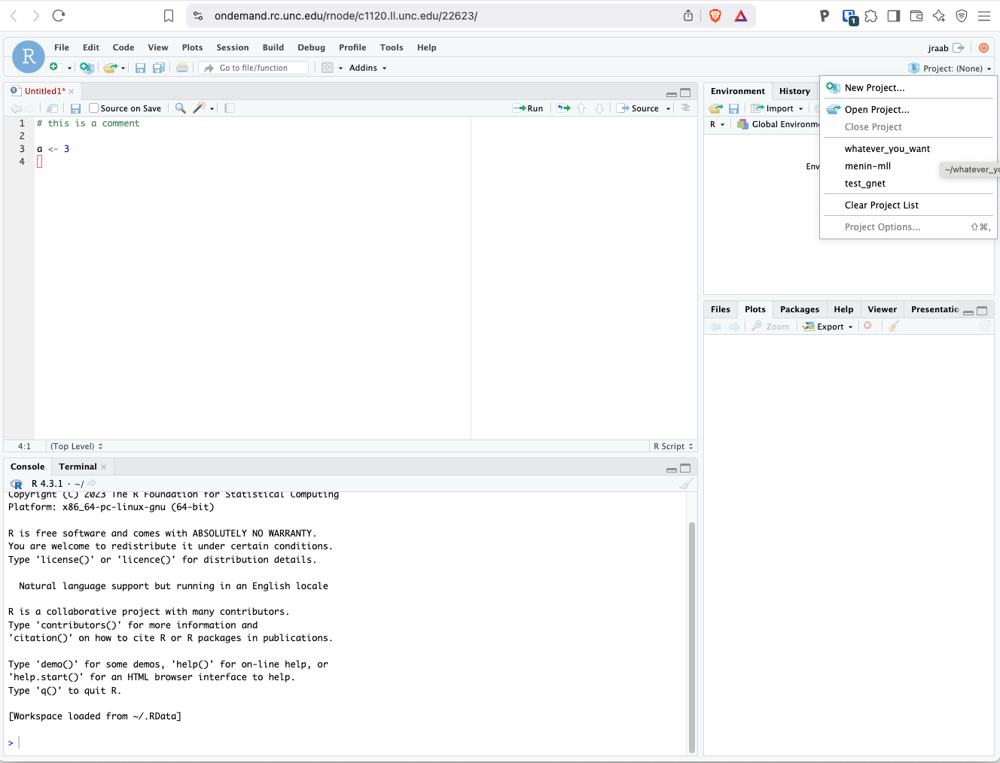 ondemand.rc.unc.edu/rnode/c1120.ll.unc.edu/22623/
1
R
File Edit Code View Plots Session Build Debug Profile Tools Help
jraab
Go to file/function
Addins
Project: (None)
Untitled1*
Source on Save
Run
Source
1 # this is a comment
2
3 a <- 3
4
4:1 (Top Level)
R Script
Console Terminal
R 4.3.1 · ~/
Copyright (C) 2023 The R Foundation for Statistical Computing
Platform: x86_64-pc-linux-gnu (64-bit)
R is free software and comes with ABSOLUTELY NO WARRANTY.
You are welcome to redistribute it under certain conditions.
Type 'license()' or 'licence()' for distribution details.
Natural language support but running in an English locale
R is a collaborative project with many contributors.
Type 'contributors()' for more information and
'citation()' on how to cite R or R packages in publications.
Type 'demo()' for some demos, 'help()' for on-line help, or
'help.start()' for an HTML browser interface to help.
Type 'q()' to quit R.
[Workspace loaded from ~/.RData]
>
Environment History
Import
R Global Environme
Env
New Project...
Open Project...
Close Project
whatever_you_want
menin-mll
~/whatever_yo
test_gnet
Clear Project List
Project Options... ⇧⌘,
Files Plots Packages Help Viewer Presentatio
Zoom Export